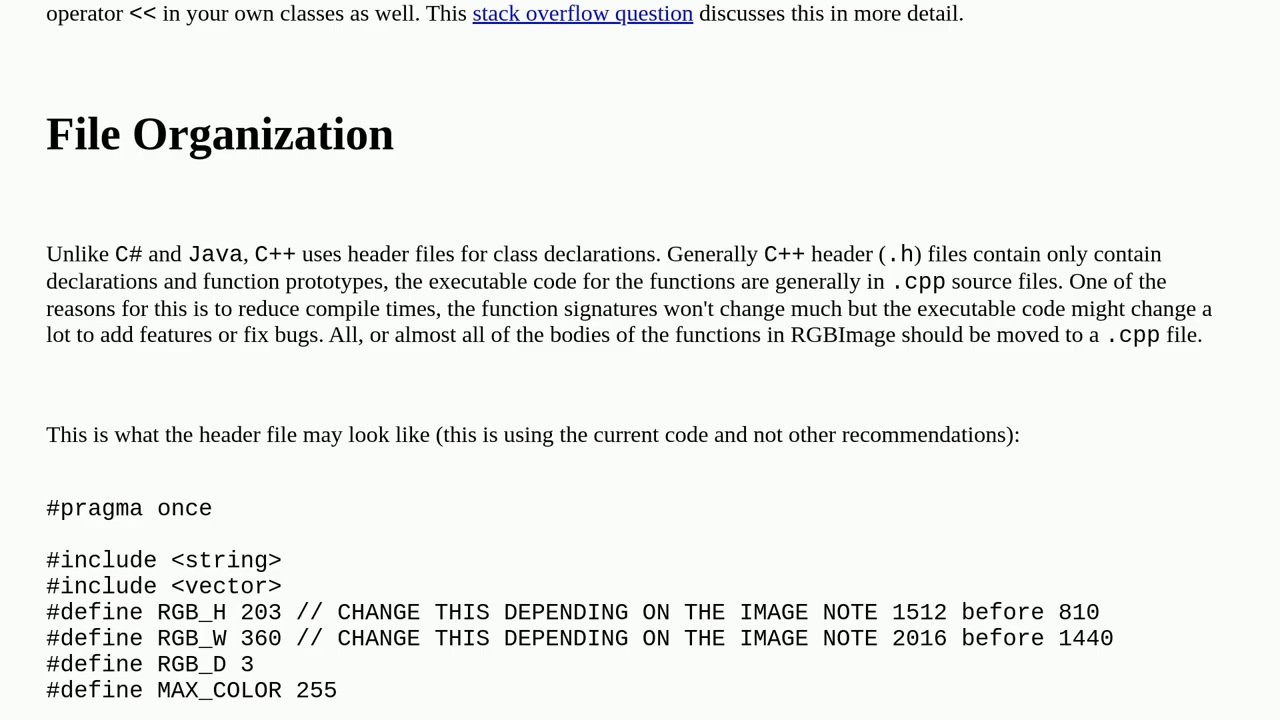 operator << in your own classes as well. This stack overflow question discusses this in more detail.
File Organization
Unlike C# and Java, C++ uses header files for class declarations. Generally C++ header (.h) files contain only contain
declarations and function prototypes, the executable code for the functions are generally in .cpp source files. One of the
reasons for this is to reduce compile times, the function signatures won't change much but the executable code might change a
lot to add features or fix bugs. All, or almost all of the bodies of the functions in RGBImage should be moved to a .cpp file.
This is what the header file may look like (this is using the current code and not other recommendations):
#pragma once
#include <string>
#include <vector>
#define RGB_H 203 // CHANGE THIS DEPENDING ON THE IMAGE NOTE 1512 before 810
#define RGB_W 360 // CHANGE THIS DEPENDING ON THE IMAGE NOTE 2016 before 1440
#define RGB_D 3
#define MAX_COLOR 255